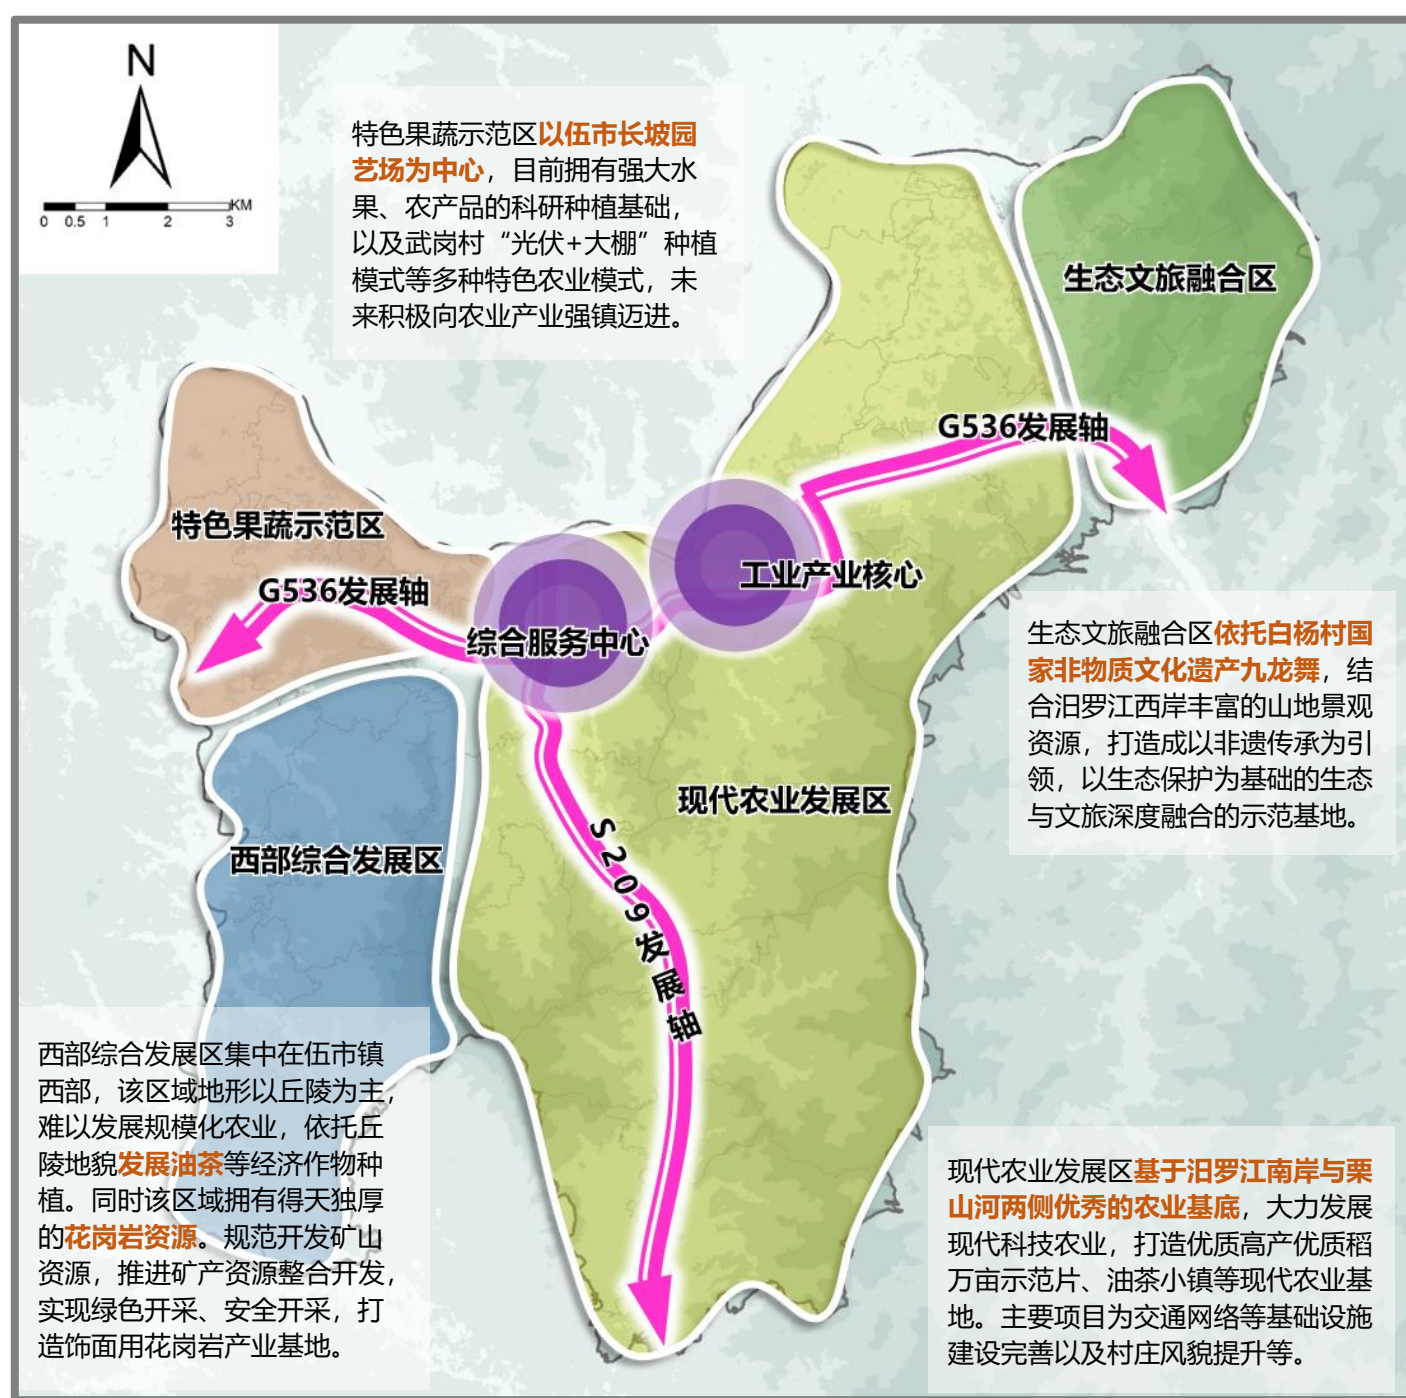 N
KM
0 0.5 1 2 3
特色果蔬示范区以伍市长坡园
艺场为中心，目前拥有强大水
果、农产品的科研种植基础，
以及武岗村“光伏+大棚”种植
模式等多种特色农业模式，未
来积极向农业产业强镇迈进。
生态文旅融合区
G536发展轴
特色果蔬示范区
G536发展轴
工业产业核心
综合服务中心
生态文旅融合区依托白杨村国
家非物质文化遗产九龙舞，结
合汨罗江西岸丰富的山地景观
资源，打造成以非遗传承为引
领，以生态保护为基础的生态
与文旅深度融合的示范基地。
现代农业发展区
西部综合发展区
S209发展轴
西部综合发展区集中在伍市镇
西部，该区域地形以丘陵为主，
难以发展规模化农业，依托丘
陵地貌发展油茶等经济作物种
植。同时该区域拥有得天独厚
的花岗岩资源。规范开发矿山
资源，推进矿产资源整合开发，
实现绿色开采、安全开采，打
造饰面用花岗岩产业基地。
现代农业发展区基于汨罗江南岸与栗
山河两侧优秀的农业基底，大力发展
现代科技农业，打造优质高产优质稻
万亩示范片、油茶小镇等现代农业基
地。主要项目为交通网络等基础设施
建设完善以及村庄风貌提升等。